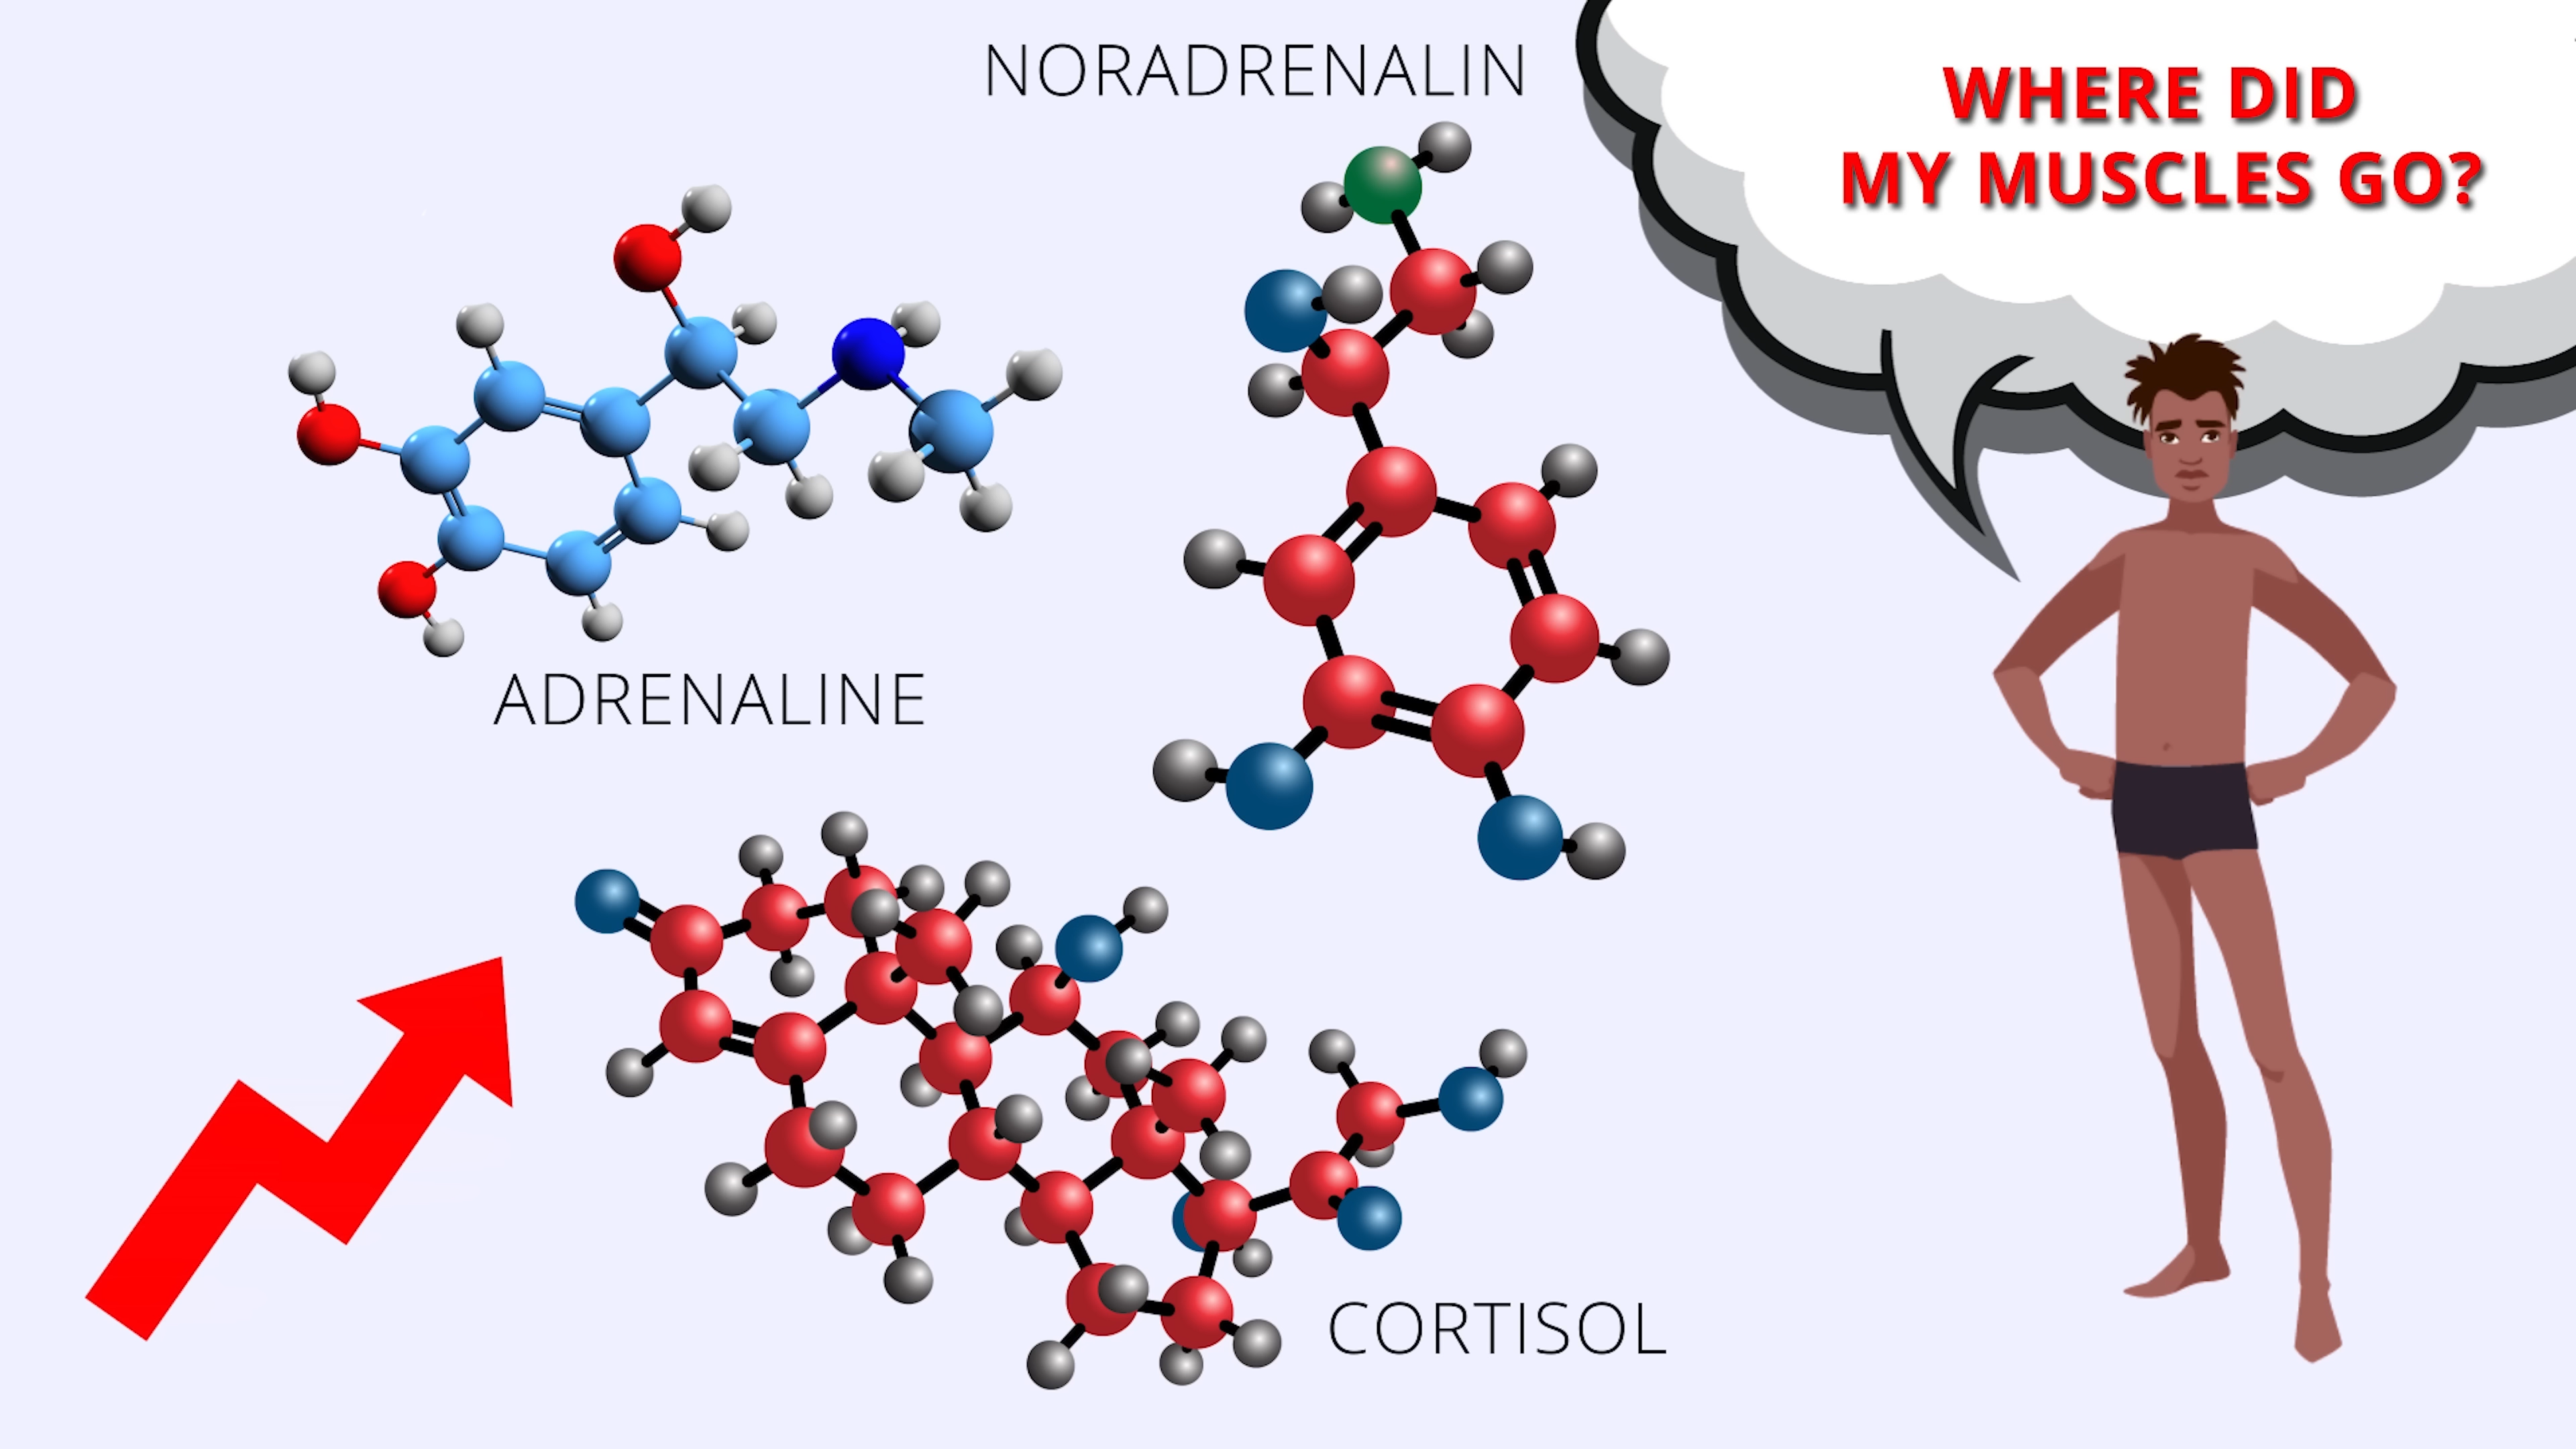 NORADRENALIN
WHERE DID
MY MUSCLES GO?
ADRENALINE
CORTISOL